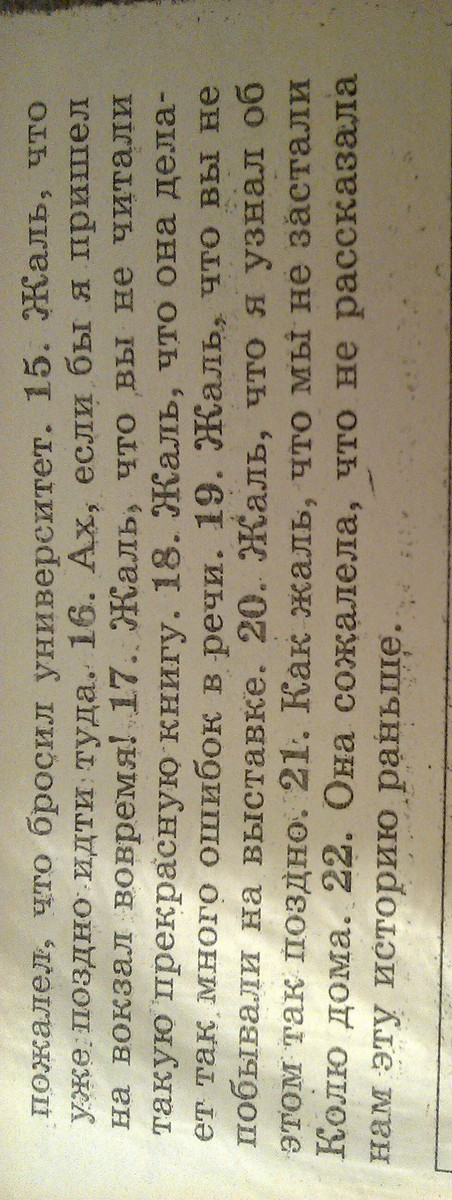 пожалел, что бросил университет. 15. Жаль, что
уже поздно идти туда. 16. Ах, если бы я пришел
на вокзал вовремя! 17. Жаль, что вы не читали
такую прекрасную книгу. 18. Жаль, что она дела-
ет так много ошибок в речи. 19. Жаль, что вы не
побывали на выставке. 20. Жаль, что я узнал об
этом так поздно. 21. Как жаль, что мы не застали
Колю дома. 22. Она сожалела, что не рассказала
нам эту историю раньше.